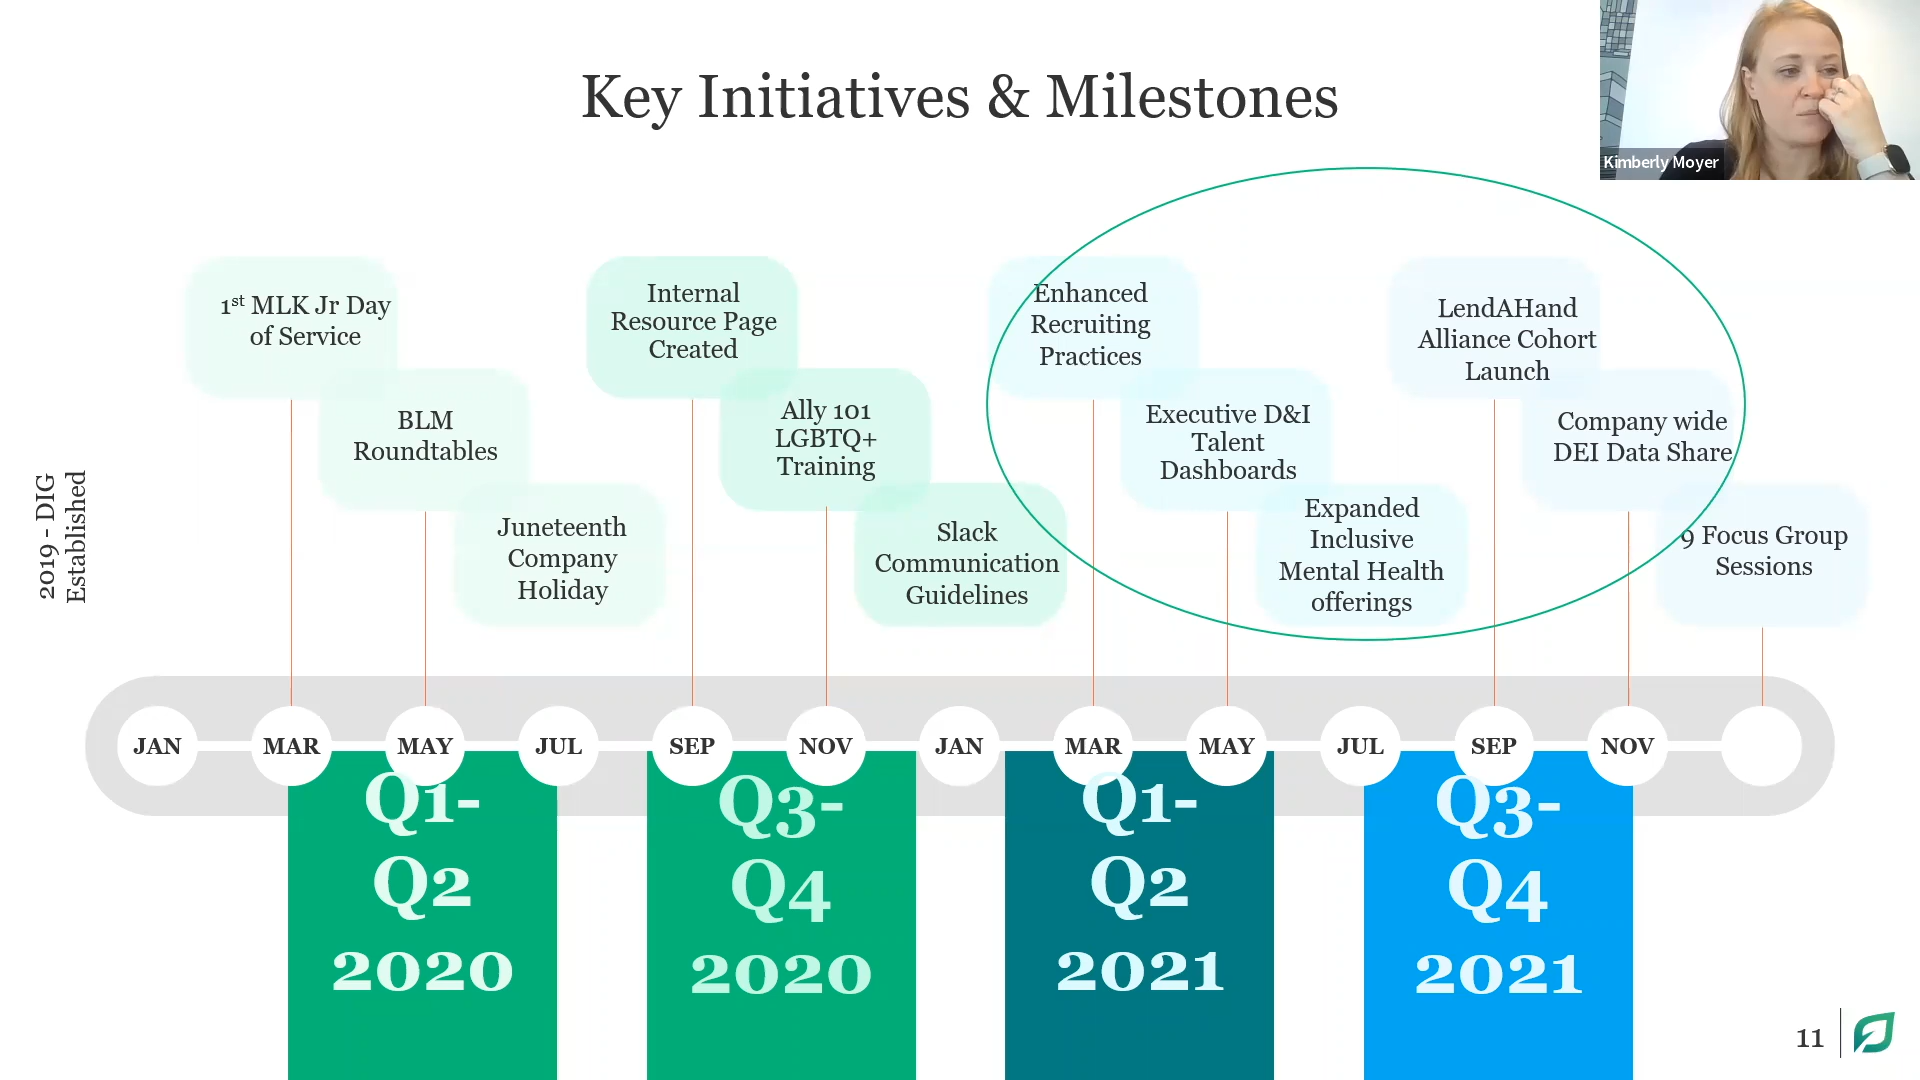 Key Initiatives & Milestones
Kimberly Moyer
2019 - DIG
Established
1st MLK Jr Day
of Service
BLM
Roundtables
Juneteenth
Company
Holiday
Internal
Resource Page
Created
Ally 101
LGBTQ+
Training
Slack
Communication
Guidelines
Enhanced
Recruiting
Practices
Executive D&I
Talent
Dashboards
Expanded
Inclusive
Mental Health
offerings
LendAHand
Alliance Cohort
Launch
Company wide
DEI Data Share
9 Focus Group
Sessions
JAN MAR MAY JUL SEP NOV JAN MAR MAY JUL SEP NOV
Q1-
Q2
2020
Q3-
Q4
2020
Q1-
Q2
2021
Q3-
Q4
2021
11